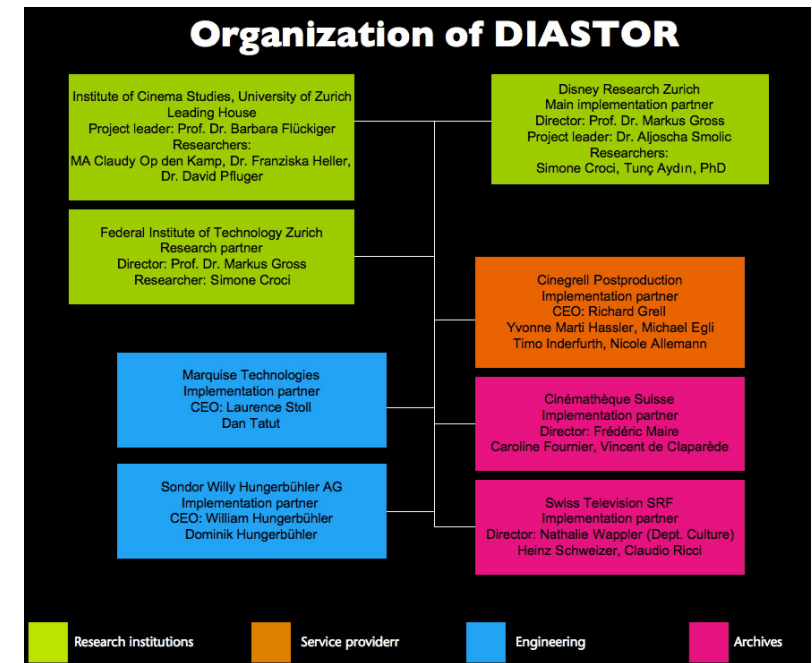 Organization of DIASTOR
Institute of Cinema Studies, University of Zurich
Leading House
Project leader: Prof. Dr. Barbara Flückiger
Researchers:
MA Claudy Op den Kamp, Dr. Franziska Heller,
Dr. David Pfluger
Disney Research Zurich
Main implementation partner
Director: Prof. Dr. Markus Gross
Project leader: Dr. Aljoscha Smolic
Researchers:
Simone Croci, Tunç Aydın, PhD
Federal Institute of Technology Zurich
Research partner
Director: Prof. Dr. Markus Gross
Researcher: Simone Croci
Cinegrell Postproduction
Implementation partner
CEO: Richard Grell
Yvonne Marti Hassler, Michael Egli
Timo Inderfurth, Nicole Allemann
Marquise Technologies
Implementation partner
CEO: Laurence Stoll
Dan Tatut
Cinémathèque Suisse
Implementation partner
Director: Frédéric Maire
Caroline Fournier, Vincent de Claparède
Sondor Willy Hungerbühler AG
Implementation partner
CEO: William Hungerbühler
Dominik Hungerbühler
Swiss Television SRF
Implementation partner
Director: Nathalie Wappler (Dept. Culture)
Heinz Schweizer, Claudio Ricci
Research institutions
Service providerr
Engineering
Archives